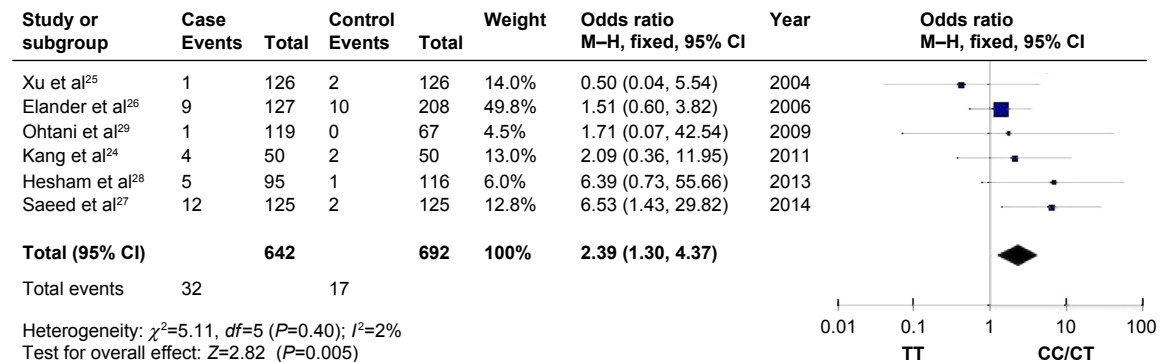 Study or Case Control Weight Odds ratio Year Odds ratio
subgroup Events Total Events Total M–H, fixed, 95% CI M–H, fixed, 95% CI
Xu et al²⁵ 1 126 2 126 14.0% 0.50 (0.04, 5.54) 2004
Elander et al²⁶ 9 127 10 208 49.8% 1.51 (0.60, 3.82) 2006
Ohtani et al²⁹ 1 119 0 67 4.5% 1.71 (0.07, 42.54) 2009
Kang et al²⁴ 4 50 2 50 13.0% 2.09 (0.36, 11.95) 2011
Hesham et al²⁸ 5 95 1 116 6.0% 6.39 (0.73, 55.66) 2013
Saeed et al²⁷ 12 125 2 125 12.8% 6.53 (1.43, 29.82) 2014
Total (95% CI) 642 692 100% 2.39 (1.30, 4.37)
Total events 32 17
Heterogeneity: χ²=5.11, df=5 (P=0.40); I²=2%
Test for overall effect: Z=2.82 (P=0.005)
0.01 0.1 1 10 100
TT CC/CT